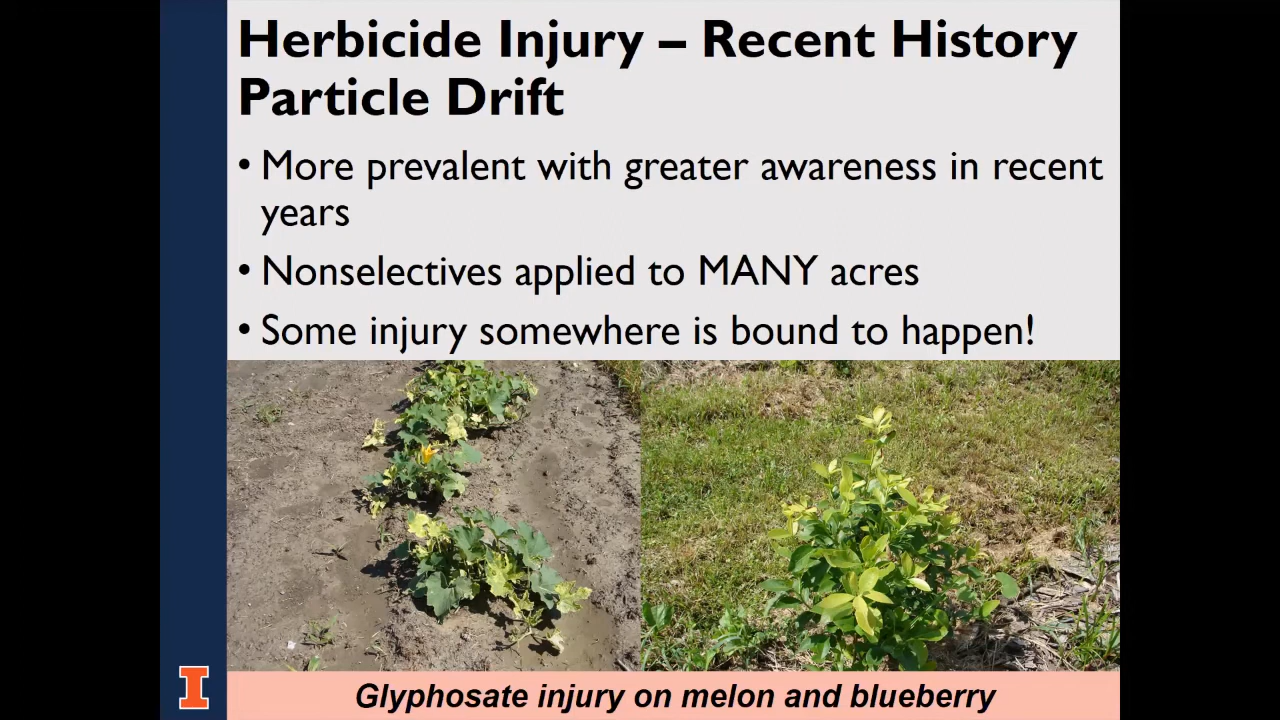 Herbicide Injury – Recent History
Particle Drift
• More prevalent with greater awareness in recent
years
• Nonselectives applied to MANY acres
• Some injury somewhere is bound to happen!
I
Glyphosate injury on melon and blueberry